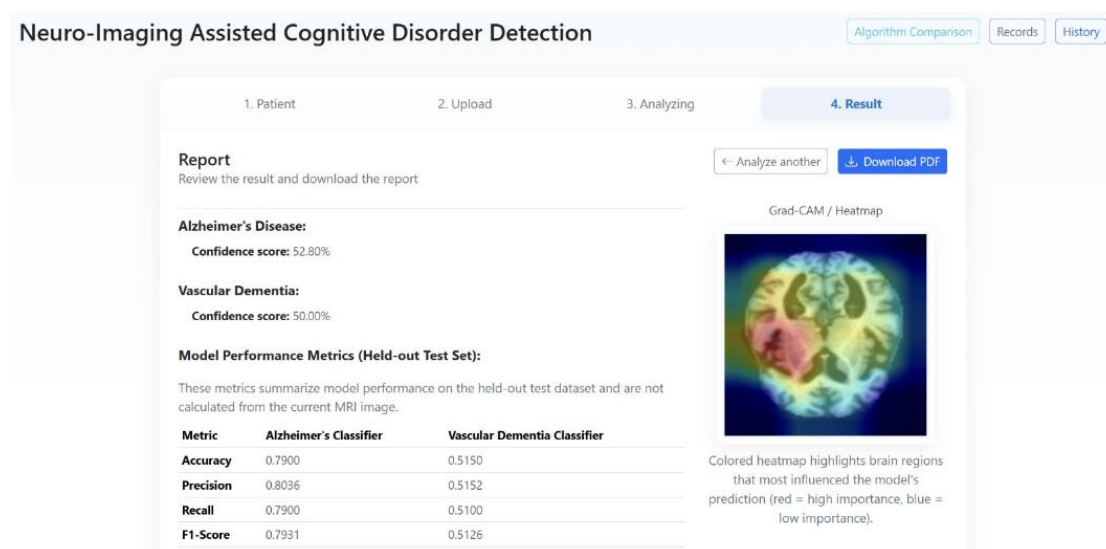 Neuro-Imaging Assisted Cognitive Disorder Detection
Algorithm Comparison
Records
History
1. Patient
2. Upload
3. Analyzing
4. Result
Report
Review the result and download the report
← Analyze another
Download PDF
Alzheimer's Disease:
Confidence score: 52.80%
Vascular Dementia:
Confidence score: 50.00%
Model Performance Metrics (Held-out Test Set):
These metrics summarize model performance on the held-out test dataset and are not
calculated from the current MRI image.
Metric Alzheimer's Classifier Vascular Dementia Classifier
Accuracy 0.7900 0.5150
Precision 0.8036 0.5152
Recall 0.7900 0.5100
F1-Score 0.7931 0.5126
Grad-CAM / Heatmap
Colored heatmap highlights brain regions
that most influenced the model's
prediction (red = high importance, blue =
low importance).